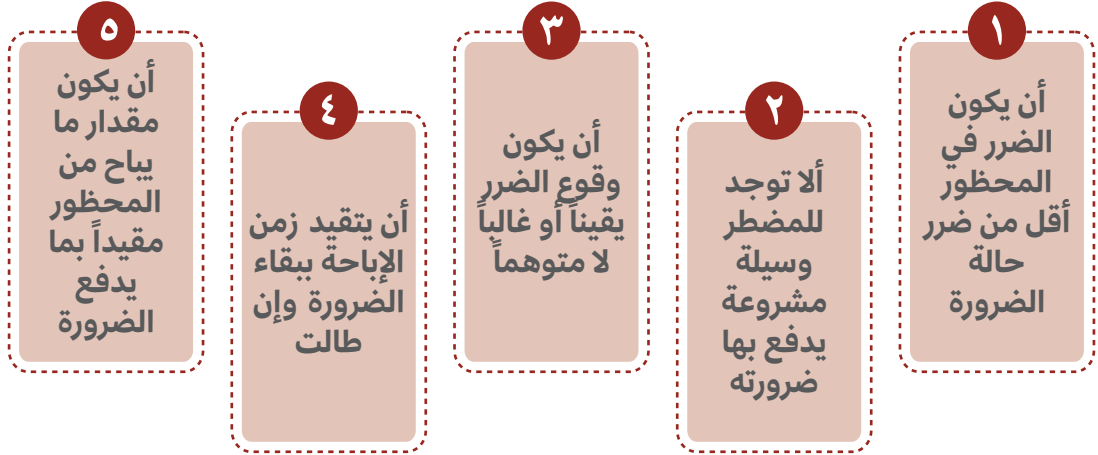 ١
أن يكون
الضرر في
المحظور
أقل من ضرر
حالة
الضرورة
٢
ألا توجد
للمضطر
وسيلة
مشروعة
يدفع بها
ضرورته
٣
أن يكون
وقوع الضرر
يقيناً أو غالباً
لا متوهماً
٤
أن يتقيد زمن
الإباحة ببقاء
الضرورة وإن
طالت
٥
أن يكون
مقدار ما
يباح من
المحظور
مقيداً بما
يدفع
الضرورة